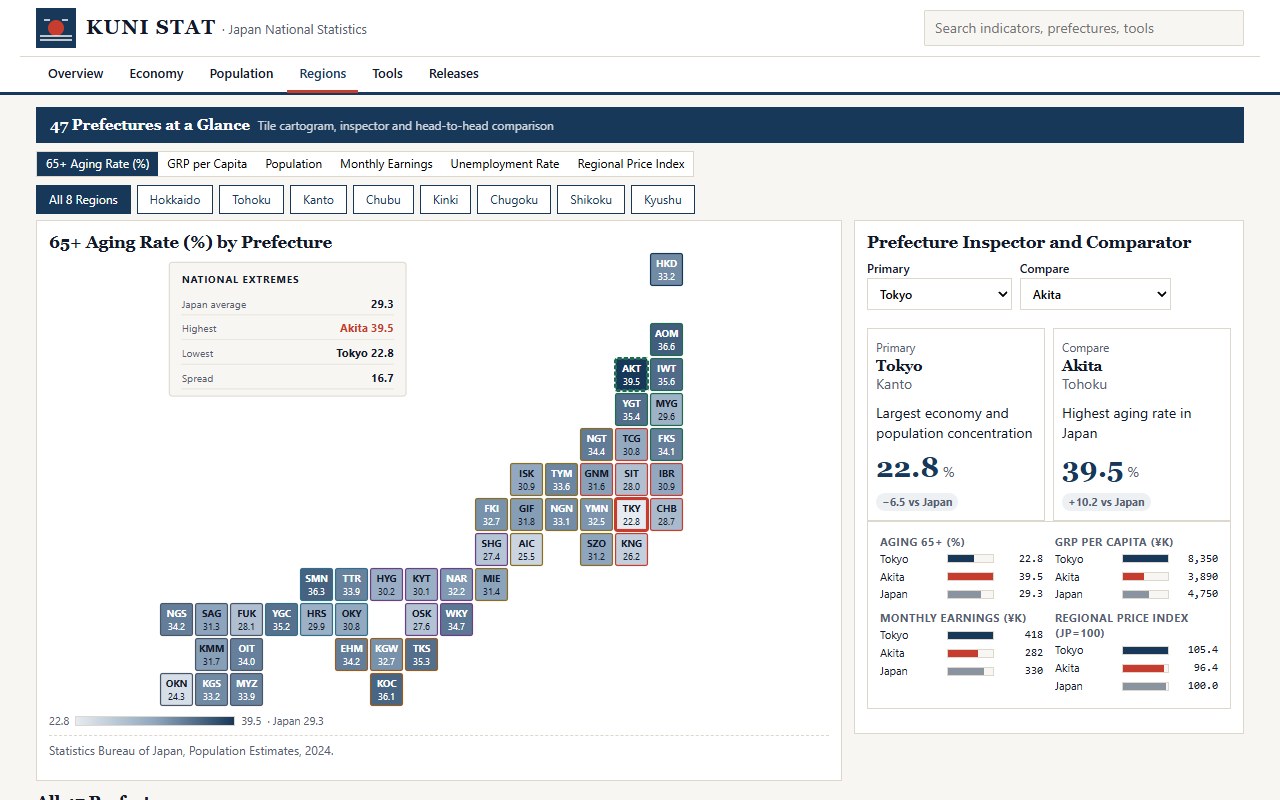 KUNI STAT · Japan National Statistics
Search indicators, prefectures, tools
Overview Economy Population Regions Tools Releases
47 Prefectures at a Glance Tile cartogram, inspector and head-to-head comparison
65+ Aging Rate (%) GRP per Capita Population Monthly Earnings Unemployment Rate Regional Price Index
All 8 Regions Hokkaido Tohoku Kanto Chubu Kinki Chugoku Shikoku Kyushu
65+ Aging Rate (%) by Prefecture
NATIONAL EXTREMES
Japan average 29.3
Highest Akita 39.5
Lowest Tokyo 22.8
Spread 16.7
HKD
33.2
AOM
36.6
AKT IWT
39.5 35.6
YGT MYG
35.4 29.6
NGT TCG FKS
34.4 30.8 34.1
ISK TYM GNM SIT IBR
30.9 33.6 31.6 28.0 30.9
FKI GIF NGN YMN TKY CHB
32.7 31.8 33.1 32.5 22.8 28.7
SHG AIC SZO KNG
27.4 25.5 31.2 26.2
SMN TTR HYG KYT NAR MIE
36.3 33.9 30.2 30.1 32.2 31.4
NGS SAG FUK YGC HRS OKY OSK WKY
34.2 31.3 28.1 35.2 29.9 30.8 27.6 34.7
KMM OIT EHM KGW TKS
31.7 34.0 34.2 32.7 35.3
OKN KGS MYZ KOC
24.3 33.2 33.9 36.1
22.8 39.5 · Japan 29.3
Statistics Bureau of Japan, Population Estimates, 2024.
Prefecture Inspector and Comparator
Primary Compare
Tokyo Akita
Primary
Tokyo
Kanto
Largest economy and
population concentration
22.8 %
−6.5 vs Japan
Compare
Akita
Tohoku
Highest aging rate in
Japan
39.5 %
+10.2 vs Japan
AGING 65+ (%)
Tokyo 22.8
Akita 39.5
Japan 29.3
GRP PER CAPITA (¥K)
Tokyo 8,350
Akita 3,890
Japan 4,750
MONTHLY EARNINGS (¥K)
Tokyo 418
Akita 282
Japan 330
REGIONAL PRICE INDEX
(JP=100)
Tokyo 105.4
Akita 96.4
Japan 100.0